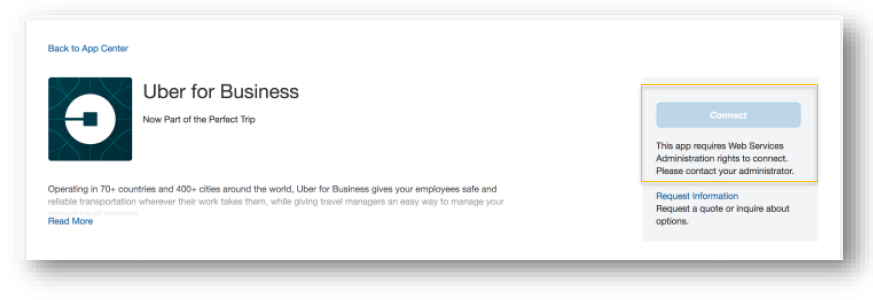 Back to App Center
Uber for Business
Now Part of the Perfect Trip
Connect
This app requires Web Services
Administration rights to connect.
Please contact your administrator.
Operating in 70+ countries and 400+ cities around the world, Uber for Business gives your employees safe and
reliable transportation wherever their work takes them, while giving travel managers an easy way to manage your
Read More
Request Information
Request a quote or inquire about
options.